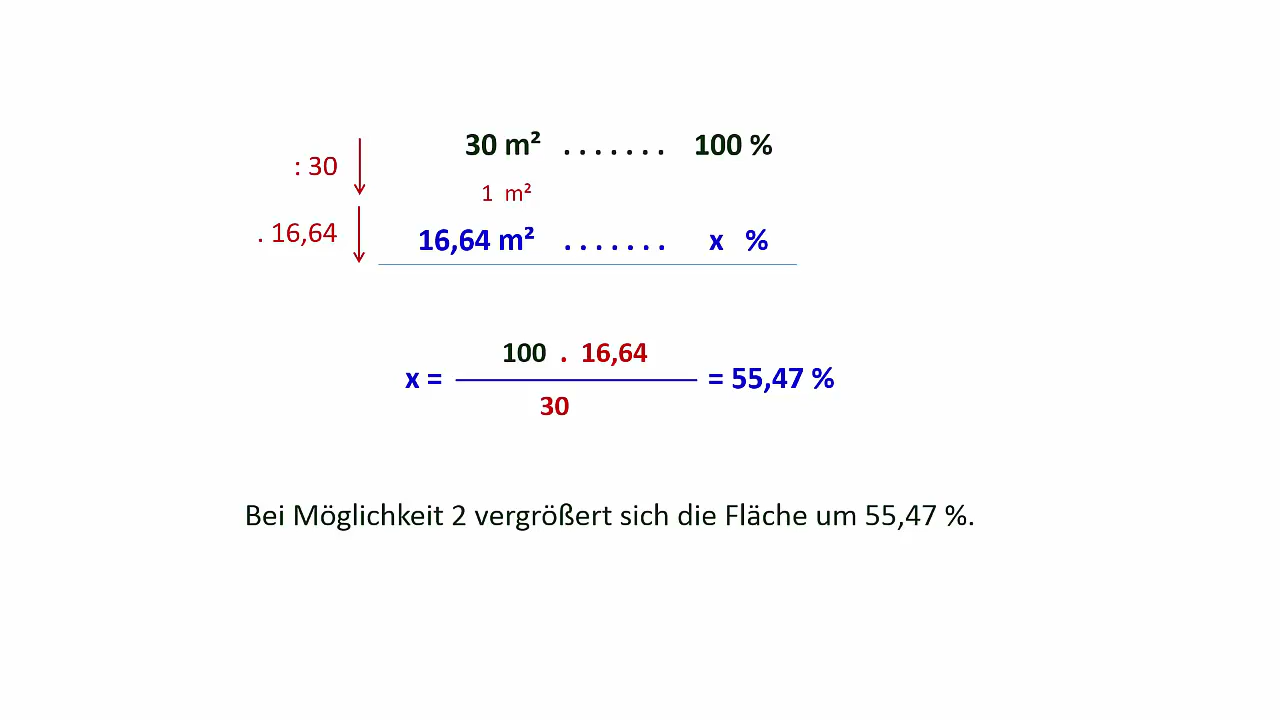 30 m² ....... 100 %
: 30
1 m²
. 16,64
16,64 m² ....... x %
100 . 16,64
x = = 55,47 %
30
Bei Möglichkeit 2 vergrößert sich die Fläche um 55,47 %.